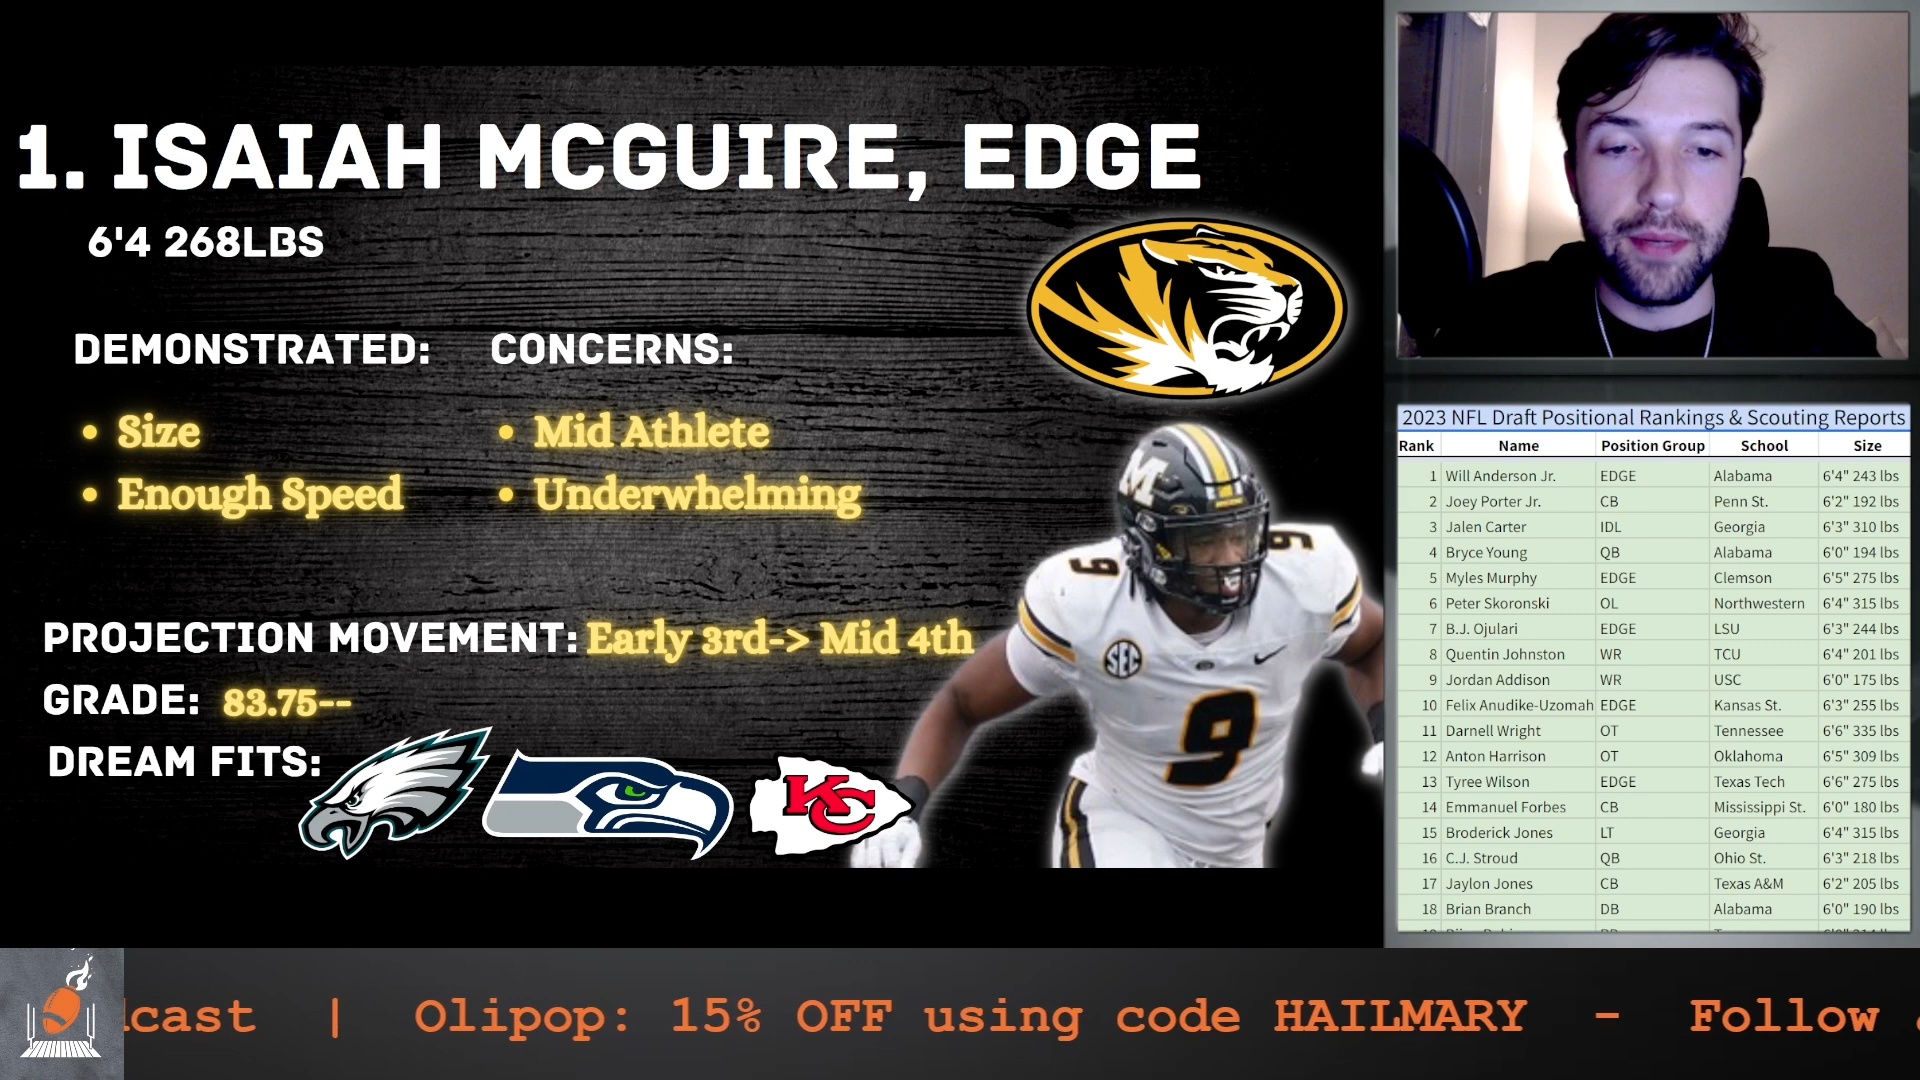 1. ISAIAH MCGUIRE, EDGE
6'4 268LBS
DEMONSTRATED:
CONCERNS:
• Size
• Enough Speed
• Mid Athlete
• Underwhelming
PROJECTION MOVEMENT: Early 3rd-> Mid 4th
GRADE: 83.75--
DREAM FITS:
KC
M
9
9
SEC
9
2023 NFL Draft Positional Rankings & Scouting Reports
Rank Name Position Group School Size
1 Will Anderson Jr. EDGE Alabama 6'4" 243 lbs
2 Joey Porter Jr. CB Penn St. 6'2" 192 lbs
3 Jalen Carter IDL Georgia 6'3" 310 lbs
4 Bryce Young QB Alabama 6'0" 194 lbs
5 Myles Murphy EDGE Clemson 6'5" 275 lbs
6 Peter Skoronski OL Northwestern 6'4" 315 lbs
7 B.J. Ojulari EDGE LSU 6'3" 244 lbs
8 Quentin Johnston WR TCU 6'4" 201 lbs
9 Jordan Addison WR USC 6'0" 175 lbs
10 Felix Anudike-Uzomah EDGE Kansas St. 6'3" 255 lbs
11 Darnell Wright OT Tennessee 6'6" 335 lbs
12 Anton Harrison OT Oklahoma 6'5" 309 lbs
13 Tyree Wilson EDGE Texas Tech 6'6" 275 lbs
14 Emmanuel Forbes CB Mississippi St. 6'0" 180 lbs
15 Broderick Jones LT Georgia 6'4" 315 lbs
16 C.J. Stroud QB Ohio St. 6'3" 218 lbs
17 Jaylon Jones CB Texas A&M 6'2" 205 lbs
18 Brian Branch DB Alabama 6'0" 190 lbs
dcast | Olipop: 15% OFF using code HAILMARY - Follow